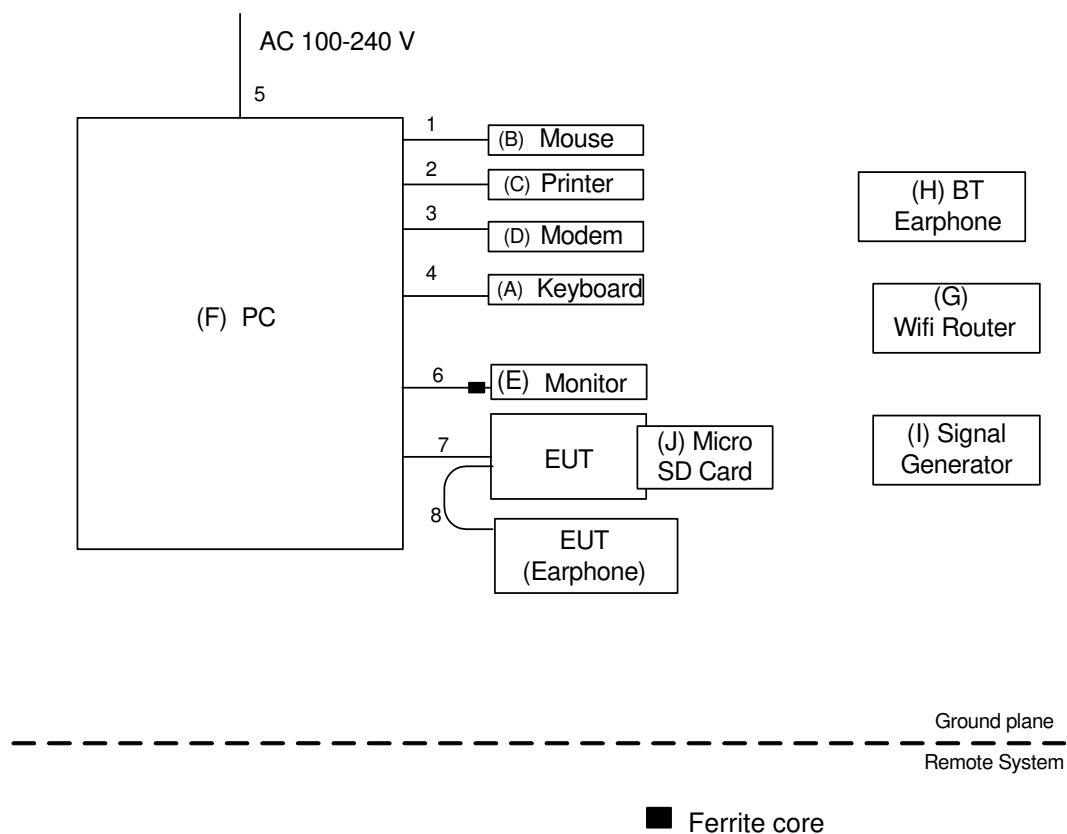 AC 100-240 V
5
1
(B) Mouse
2
(C) Printer
3
(D) Modem
4
(A) Keyboard
(F) PC
6
(E) Monitor
7
EUT
(J) Micro
SD Card
8
EUT
(Earphone)
(H) BT
Earphone
(G)
Wifi Router
(I) Signal
Generator
Ground plane
Remote System
Ferrite core